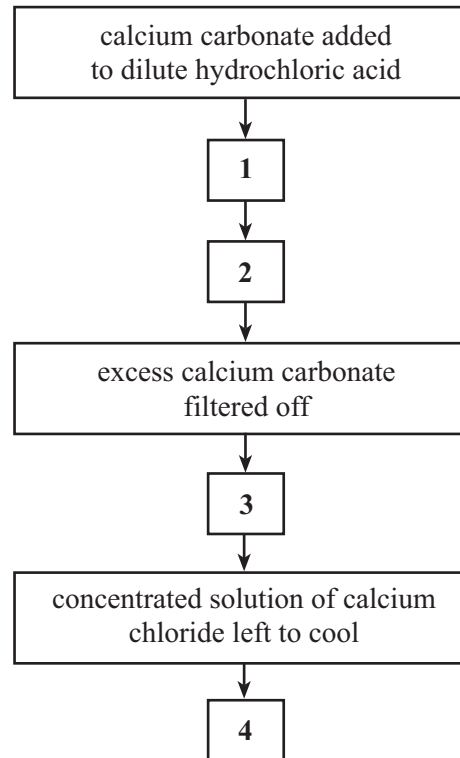 calcium carbonate added
to dilute hydrochloric acid
1
2
excess calcium carbonate
filtered off
3
concentrated solution of calcium
chloride left to cool
4